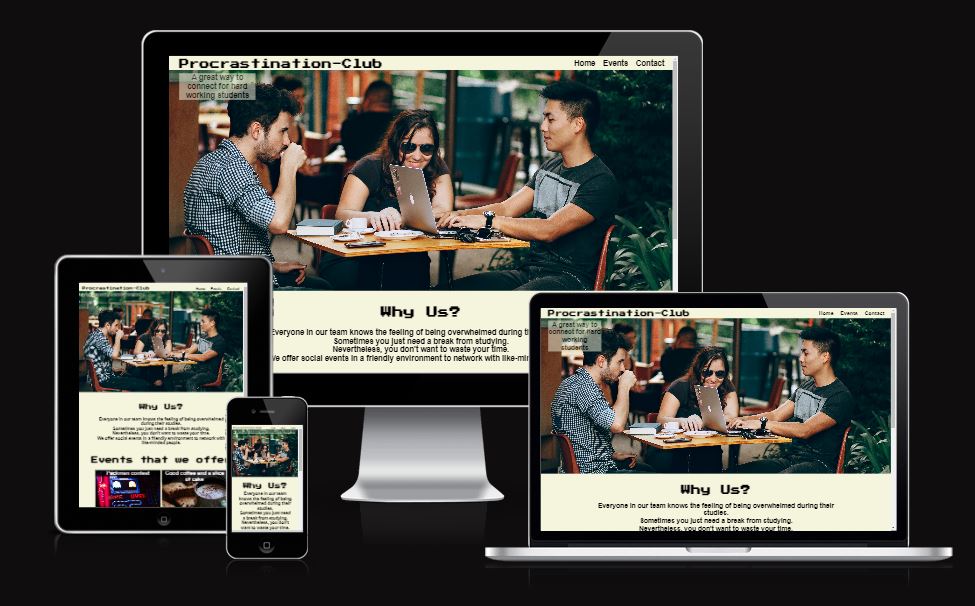 Procrastination-Club
Home Events Contact
A great way to
connect for hard
working students
Why Us?
Everyone in our team knows the feeling of being overwhelmed during th
Sometimes you just need a break from studying.
Nevertheless, you don't want to waste your time.
We offer social events in a friendly environment to network with like-min
Procrastination-Club
Home Events Contact
Why Us?
Everyone in our team knows the feeling of being overwhelmed
during their studies.
Sometimes you just need a break from studying.
Nevertheless, you don't want to waste your time.
We offer social events in a friendly environment to network with
like-minded people.
Events that we offer
Packman contest
Good coffee and a slice
of cake
Why Us?
Everyone in our team
knows the feeling of being
overwhelmed during their
studies.
Sometimes you just need
a break from studying.
Nevertheless, you don't
want to waste your time.
Procrastination-Club
Home Events Contact
A great way to
connect for hard
working
students
Why Us?
Everyone in our team knows the feeling of being overwhelmed during their
studies.
Sometimes you just need a break from studying.
Nevertheless, you don't want to waste your time.